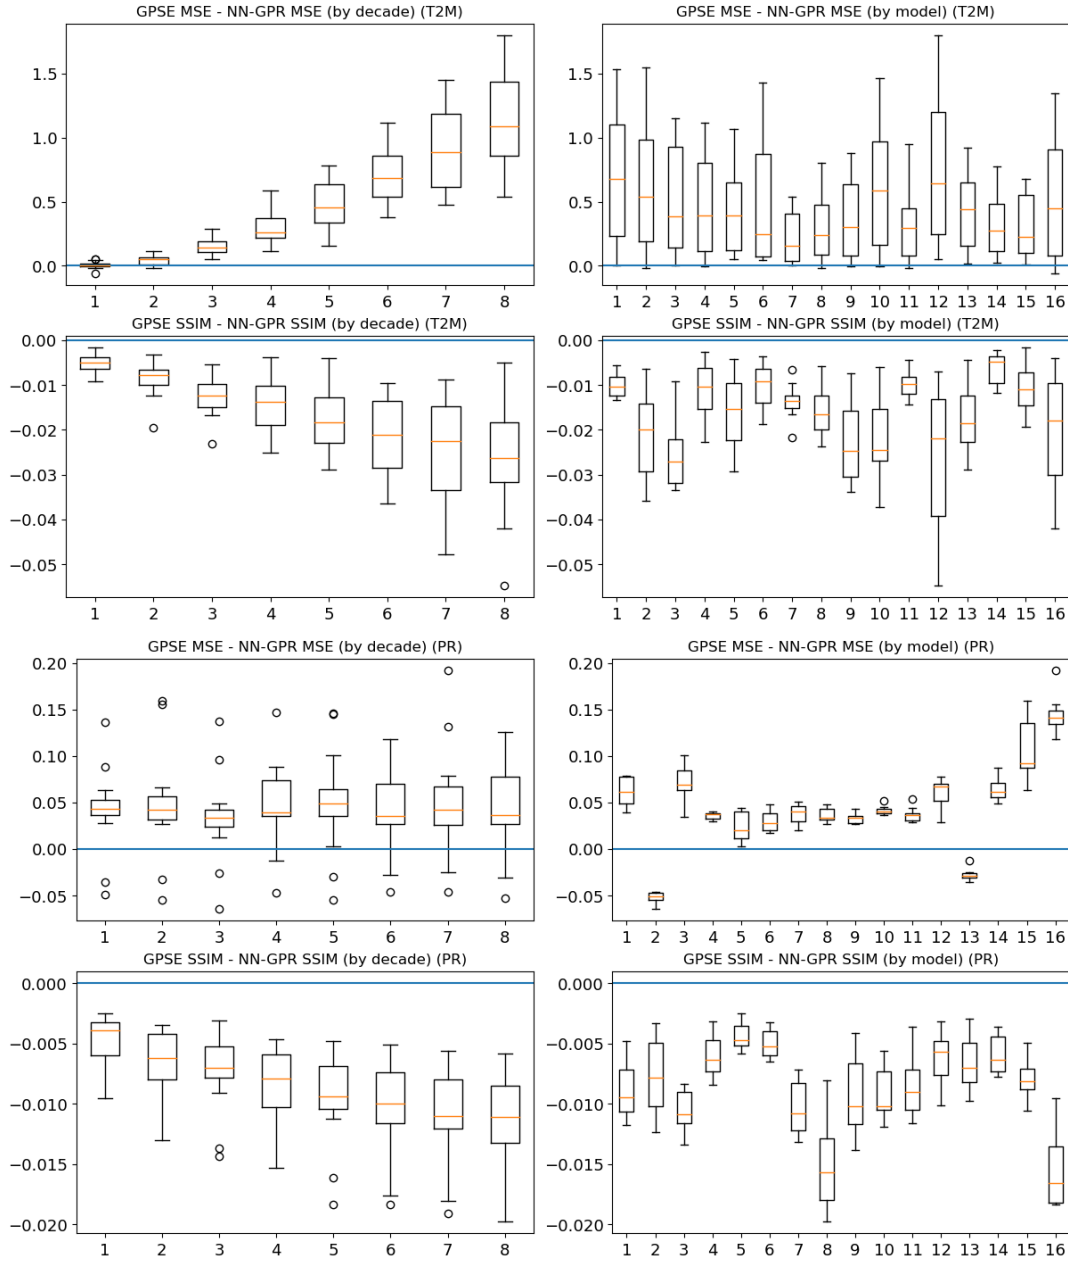 GPSE MSE - NN-GPR MSE (by decade) (T2M)
1.5
1.0
0.5
0.0
1 2 3 4 5 6 7 8
GPSE MSE - NN-GPR MSE (by model) (T2M)
1.5
1.0
0.5
0.0
1 2 3 4 5 6 7 8 9 10 11 12 13 14 15 16
GPSE SSIM - NN-GPR SSIM (by decade) (T2M)
0.00
−0.01
−0.02
−0.03
−0.04
−0.05
1 2 3 4 5 6 7 8
GPSE SSIM - NN-GPR SSIM (by model) (T2M)
0.00
−0.01
−0.02
−0.03
−0.04
−0.05
1 2 3 4 5 6 7 8 9 10 11 12 13 14 15 16
GPSE MSE - NN-GPR MSE (by decade) (PR)
0.20
0.15
0.10
0.05
0.00
−0.05
1 2 3 4 5 6 7 8
GPSE MSE - NN-GPR MSE (by model) (PR)
0.20
0.15
0.10
0.05
0.00
−0.05
1 2 3 4 5 6 7 8 9 10 11 12 13 14 15 16
GPSE SSIM - NN-GPR SSIM (by decade) (PR)
0.000
−0.005
−0.010
−0.015
−0.020
1 2 3 4 5 6 7 8
GPSE SSIM - NN-GPR SSIM (by model) (PR)
0.000
−0.005
−0.010
−0.015
−0.020
1 2 3 4 5 6 7 8 9 10 11 12 13 14 15 16